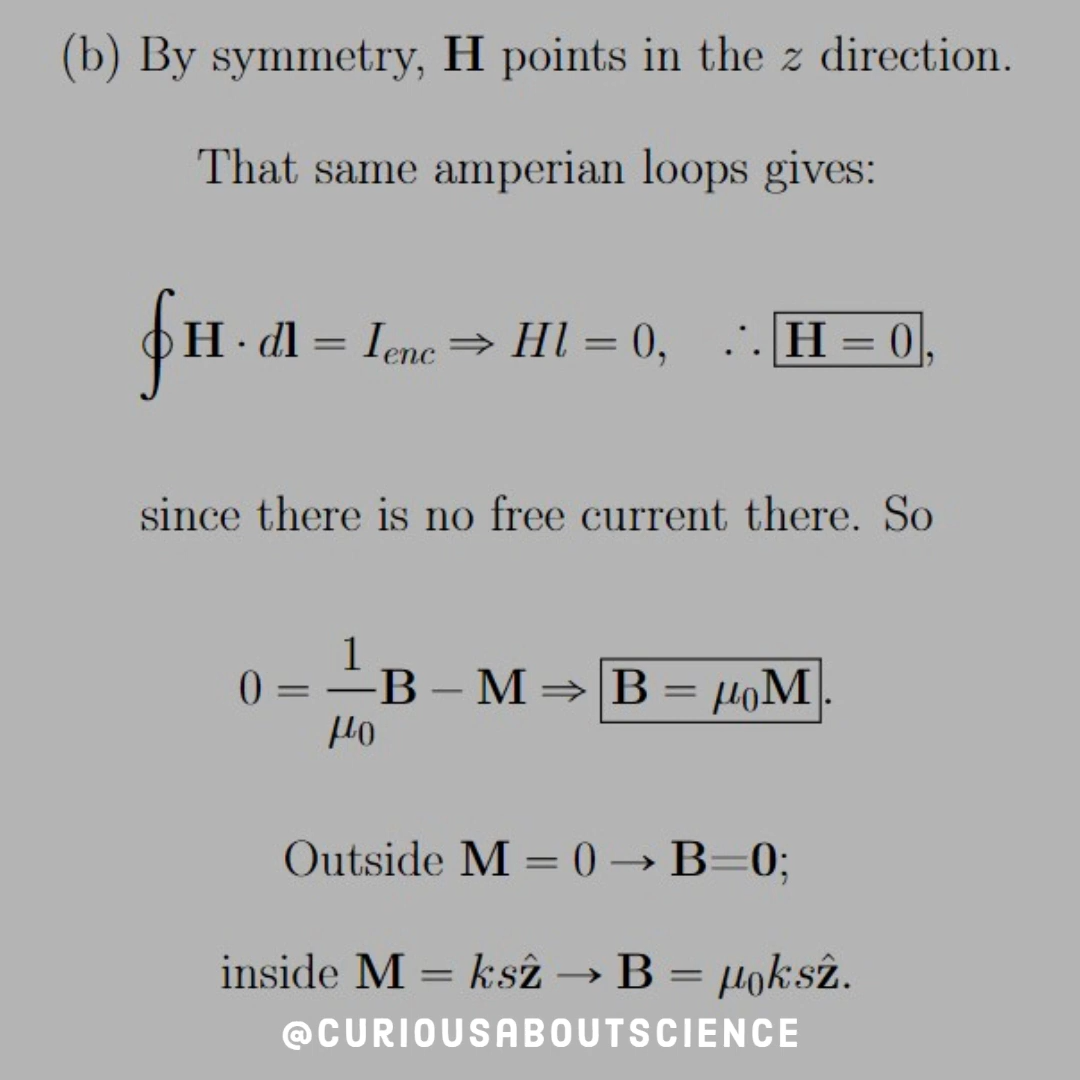 (b) By symmetry, H points in the z direction.
That same amperian loops gives:
∮ H · dl = I_enc ⇒ Hl = 0, ∴ H = 0,
since there is no free current there. So
0 = 1/μ₀ B − M ⇒ B = μ₀M.
Outside M = 0 → B=0;
inside M = ksẑ → B = μ₀ksẑ.
@CURIOUSABOUTSCIENCE